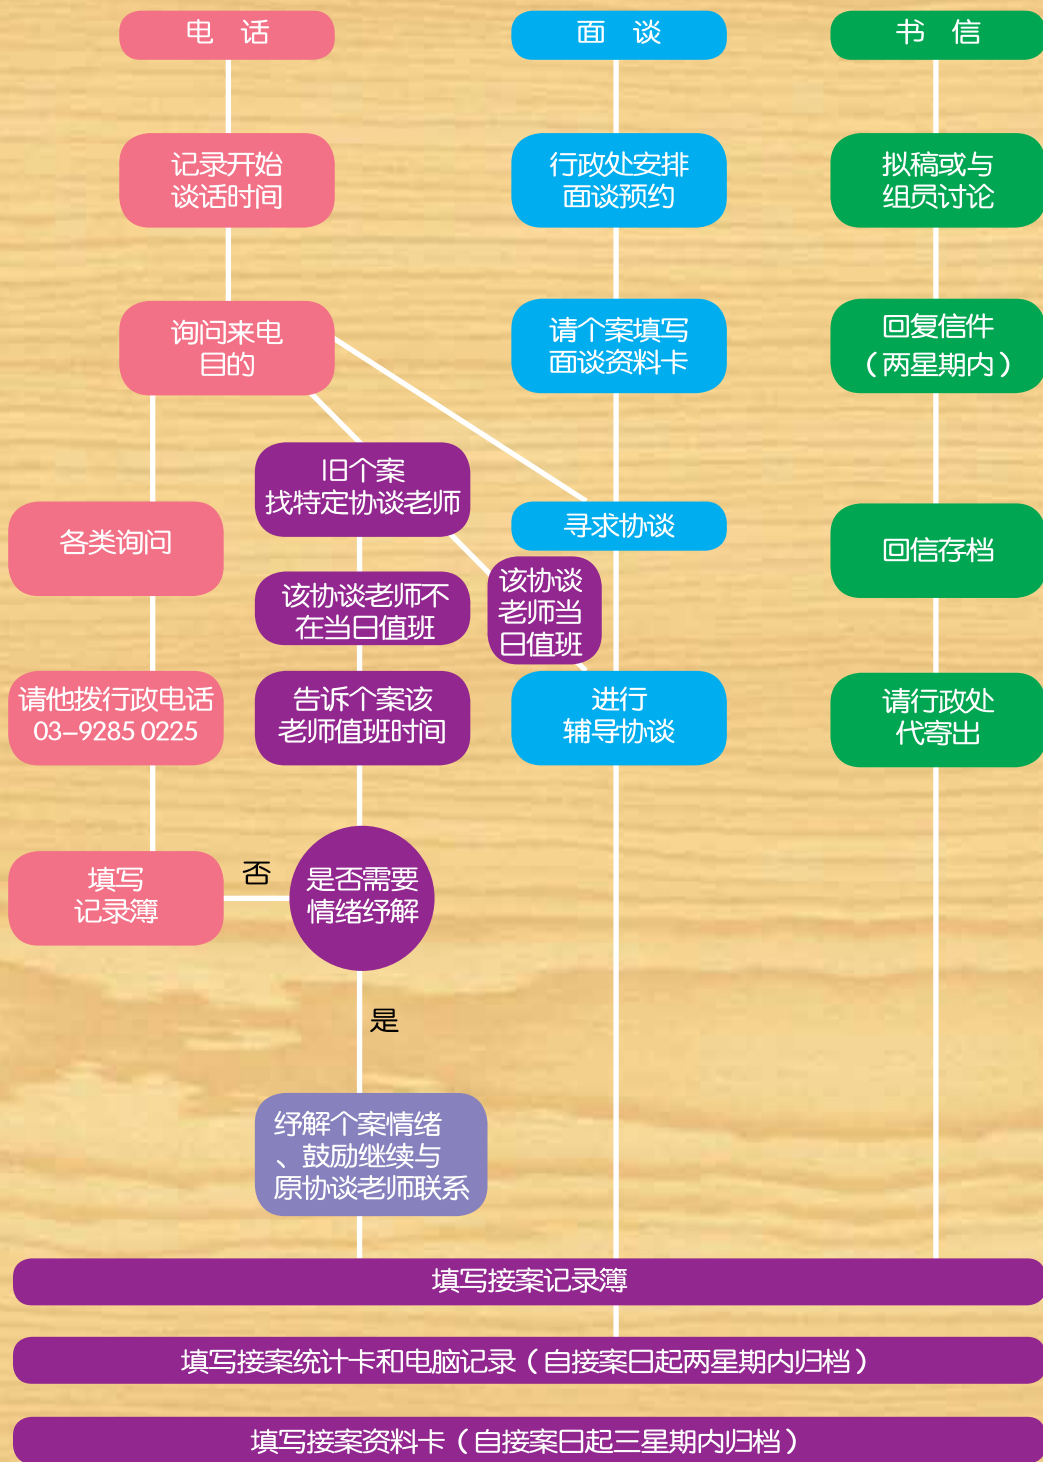 电 话
面 谈
书 信
记录开始
谈话时间
行政处安排
面谈预约
拟稿或与
组员讨论
询问来电
目的
请个案填写
面谈资料卡
回复信件
（两星期内）
旧个案
找特定协谈老师
各类询问
寻求协谈
回信存档
该协谈老师不
在当日值班
该协谈
老师当
日值班
请他拨行政电话
03–9285 0225
告诉个案该
老师值班时间
进行
辅导协谈
请行政处
代寄出
填写
记录簿
否
是否需要
情绪纾解
是
纾解个案情绪
、鼓励继续与
原协谈老师联系
填写接案记录簿
填写接案统计卡和电脑记录（自接案日起两星期内归档）
填写接案资料卡（自接案日起三星期内归档）